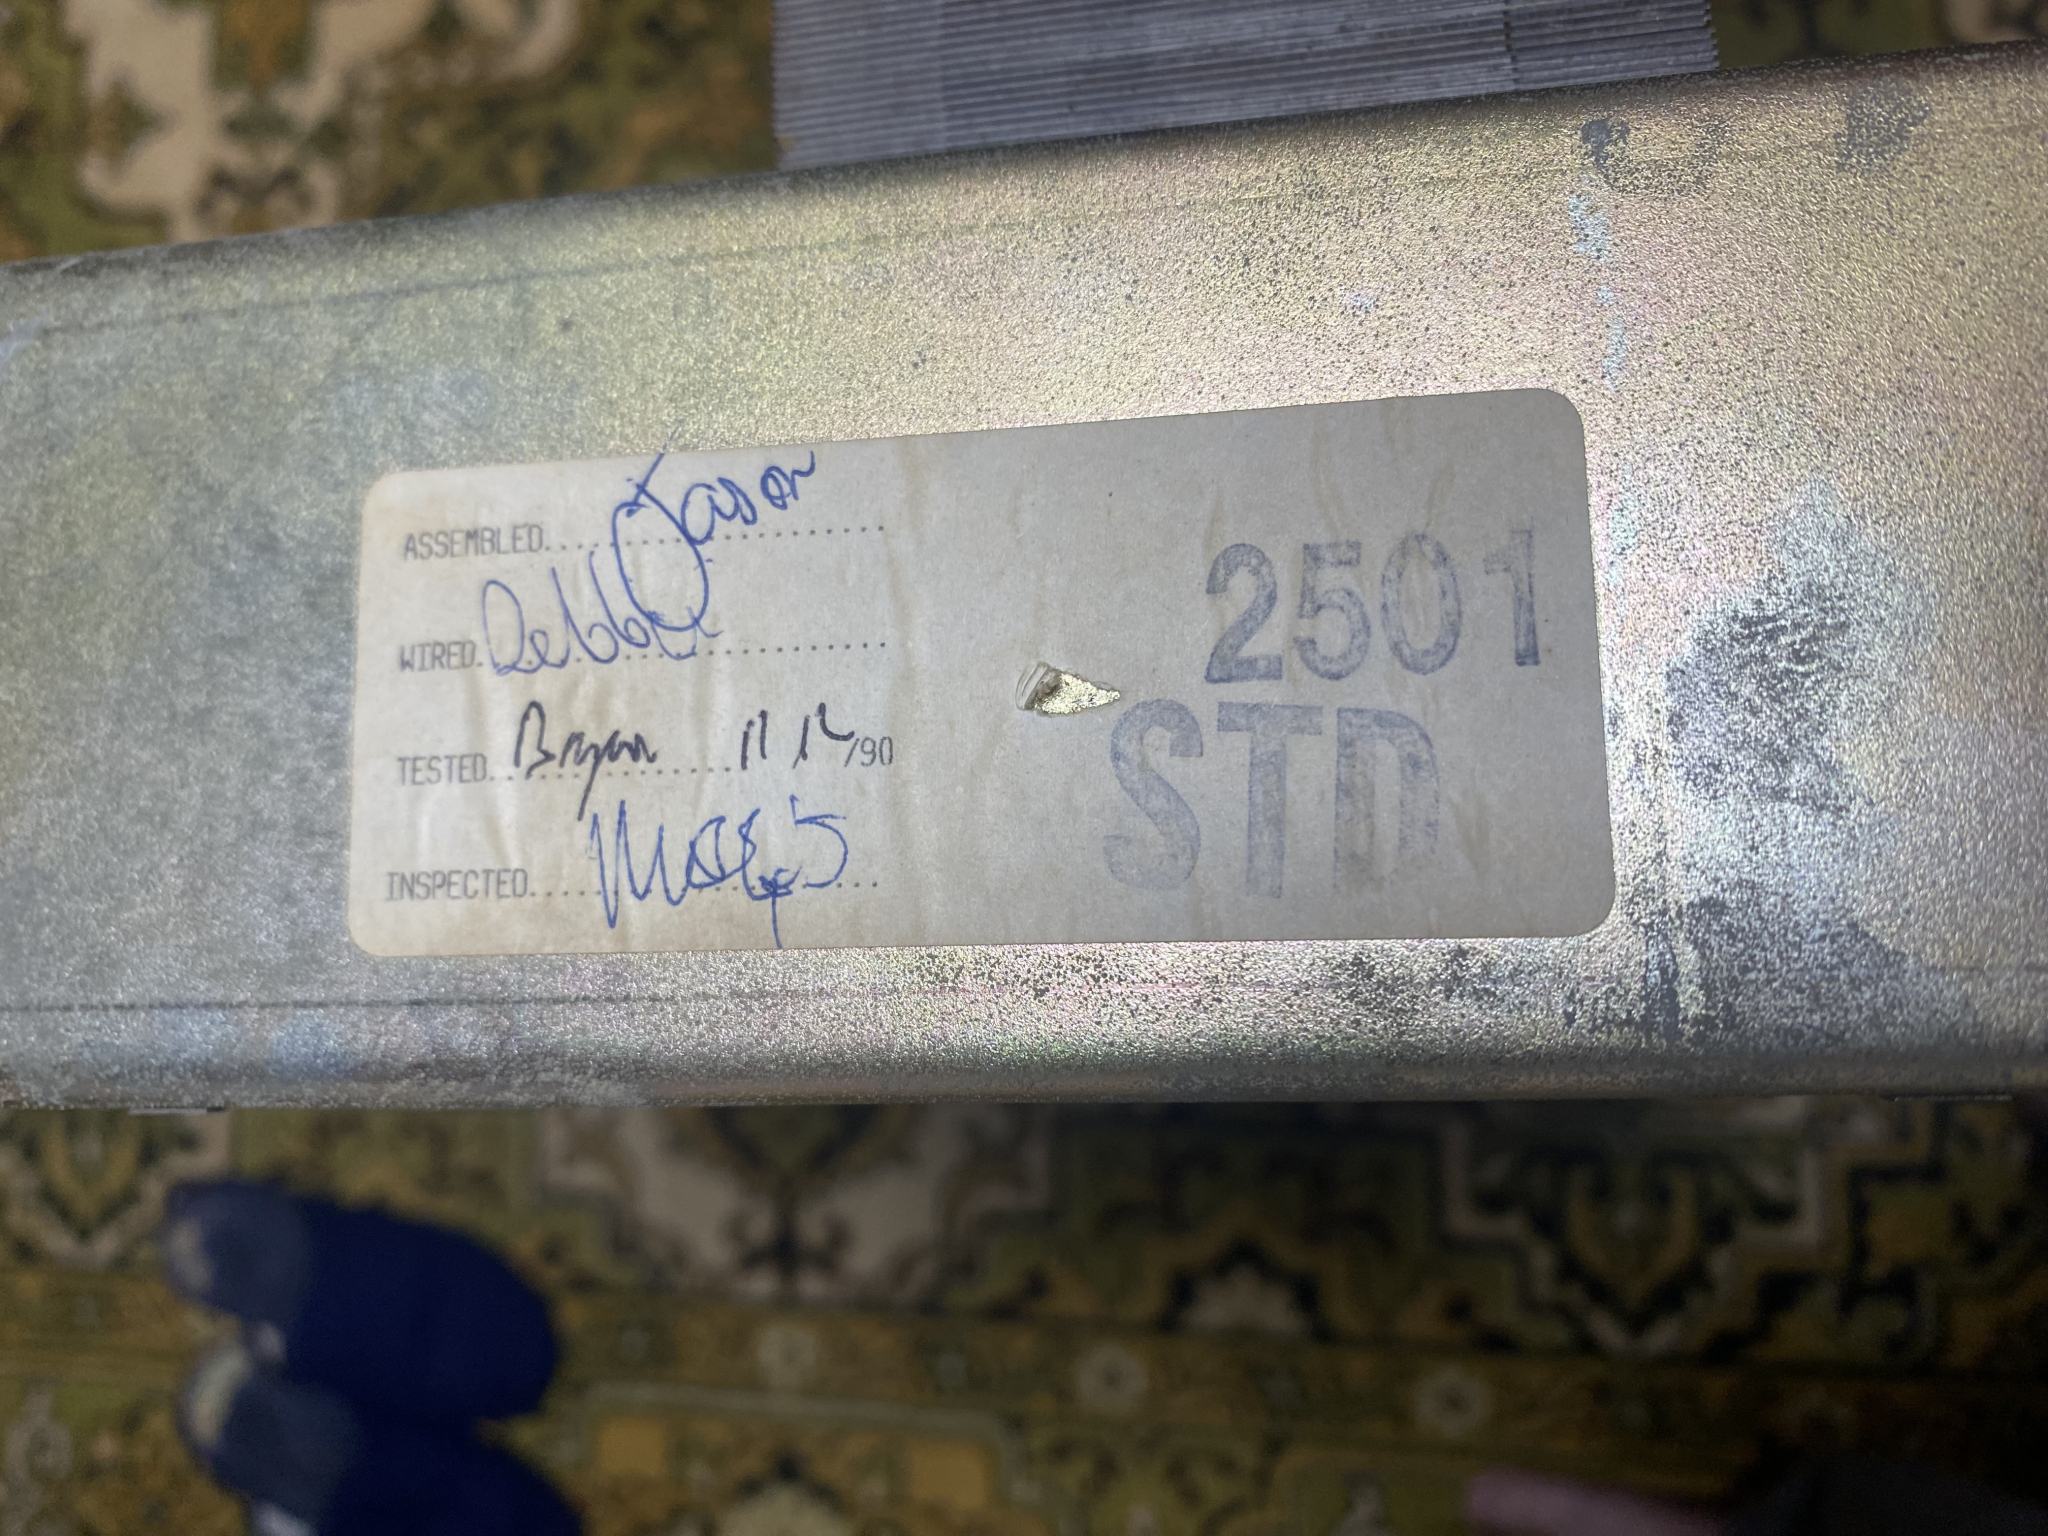 ASSEMBLED.... Jason
WIRED. Debbie
TESTED. Bryan 11 12/90
INSPECTED.....
2501
STD